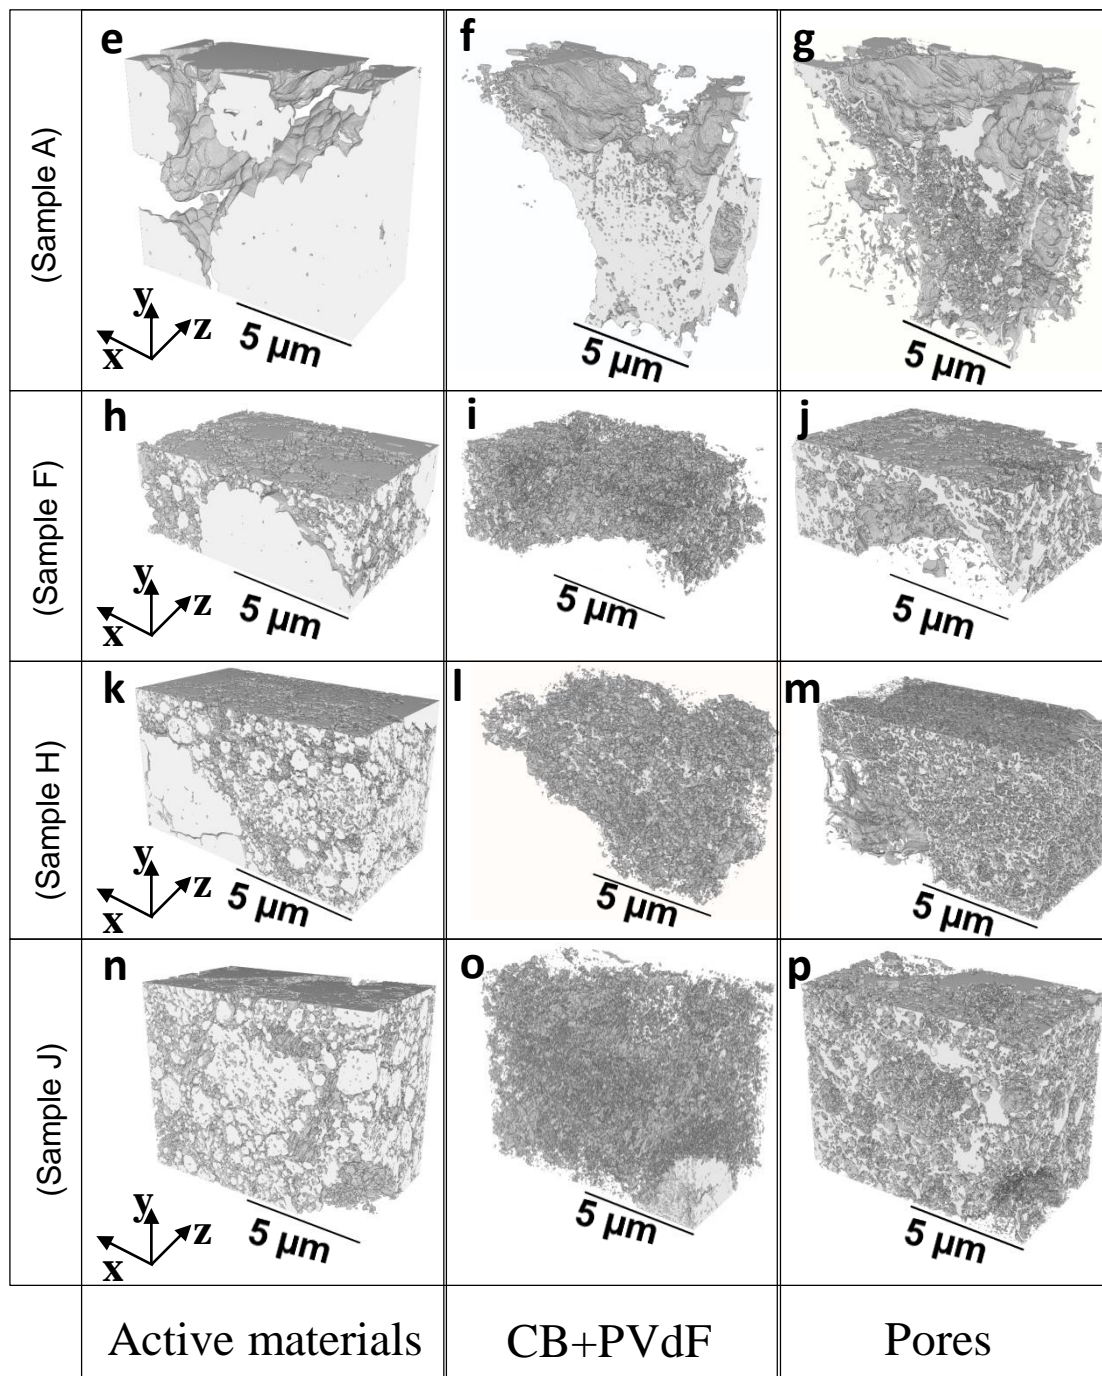 (Sample A)
e
f
g
y
z
x
5 µm
5 µm
5 µm
(Sample F)
h
i
j
y
z
x
5 µm
5 µm
5 µm
(Sample H)
k
l
m
y
z
x
5 µm
5 µm
5 µm
(Sample J)
n
o
p
y
z
x
5 µm
5 µm
5 µm
Active materials
CB+PVdF
Pores